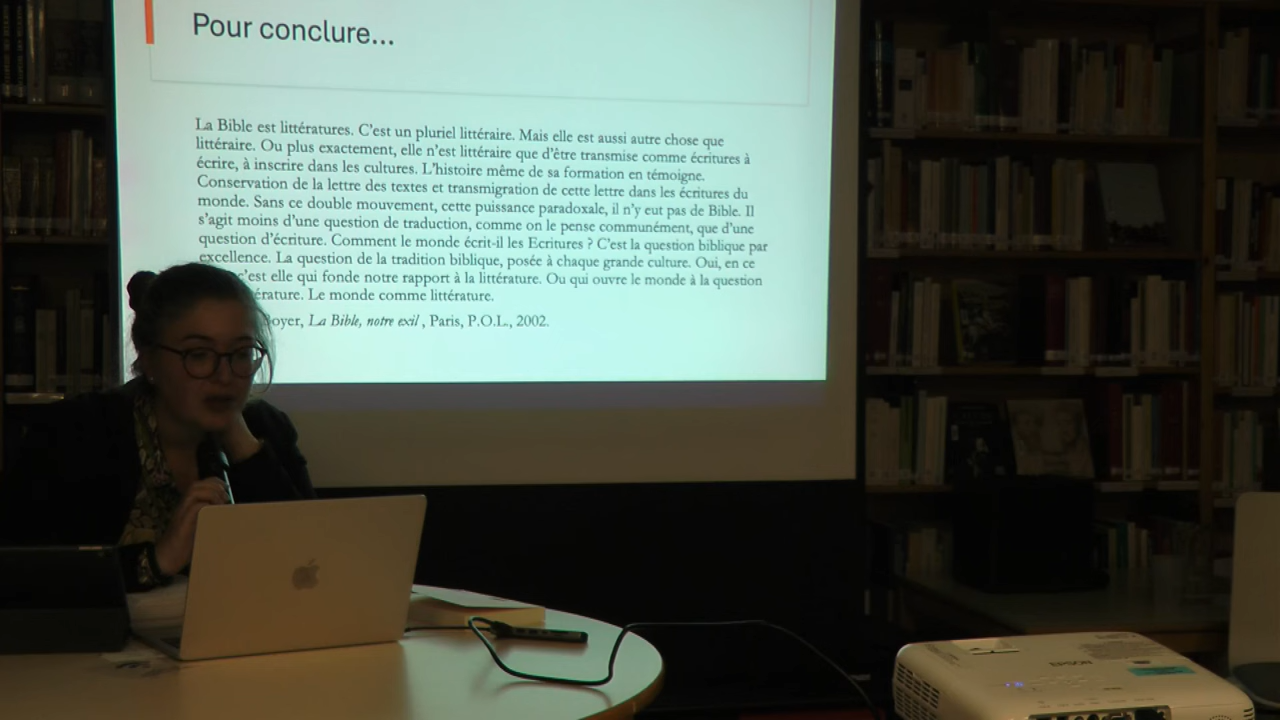 Pour conclure...
La Bible est littératures. C'est un pluriel littéraire. Mais elle est aussi autre chose que
littéraire. Ou plus exactement, elle n'est littéraire que d'être transmise comme écritures à
écrire, à inscrire dans les cultures. L'histoire même de sa formation en témoigne.
Conservation de la lettre des textes et transmigration de cette lettre dans les écritures du
monde. Sans ce double mouvement, cette puissance paradoxale, il n'y eut pas de Bible. Il
s'agit moins d'une question de traduction, comme on le pense communément, que d'une
question d'écriture. Comment le monde écrit-il les Ecritures ? C'est la question biblique par
excellence. La question de la tradition biblique, posée à chaque grande culture. Oui, en ce
c'est elle qui fonde notre rapport à la littérature. Ou qui ouvre le monde à la question
érature. Le monde comme littérature.
oyer, La Bible, notre exil , Paris, P.O.L., 2002.
EPSON